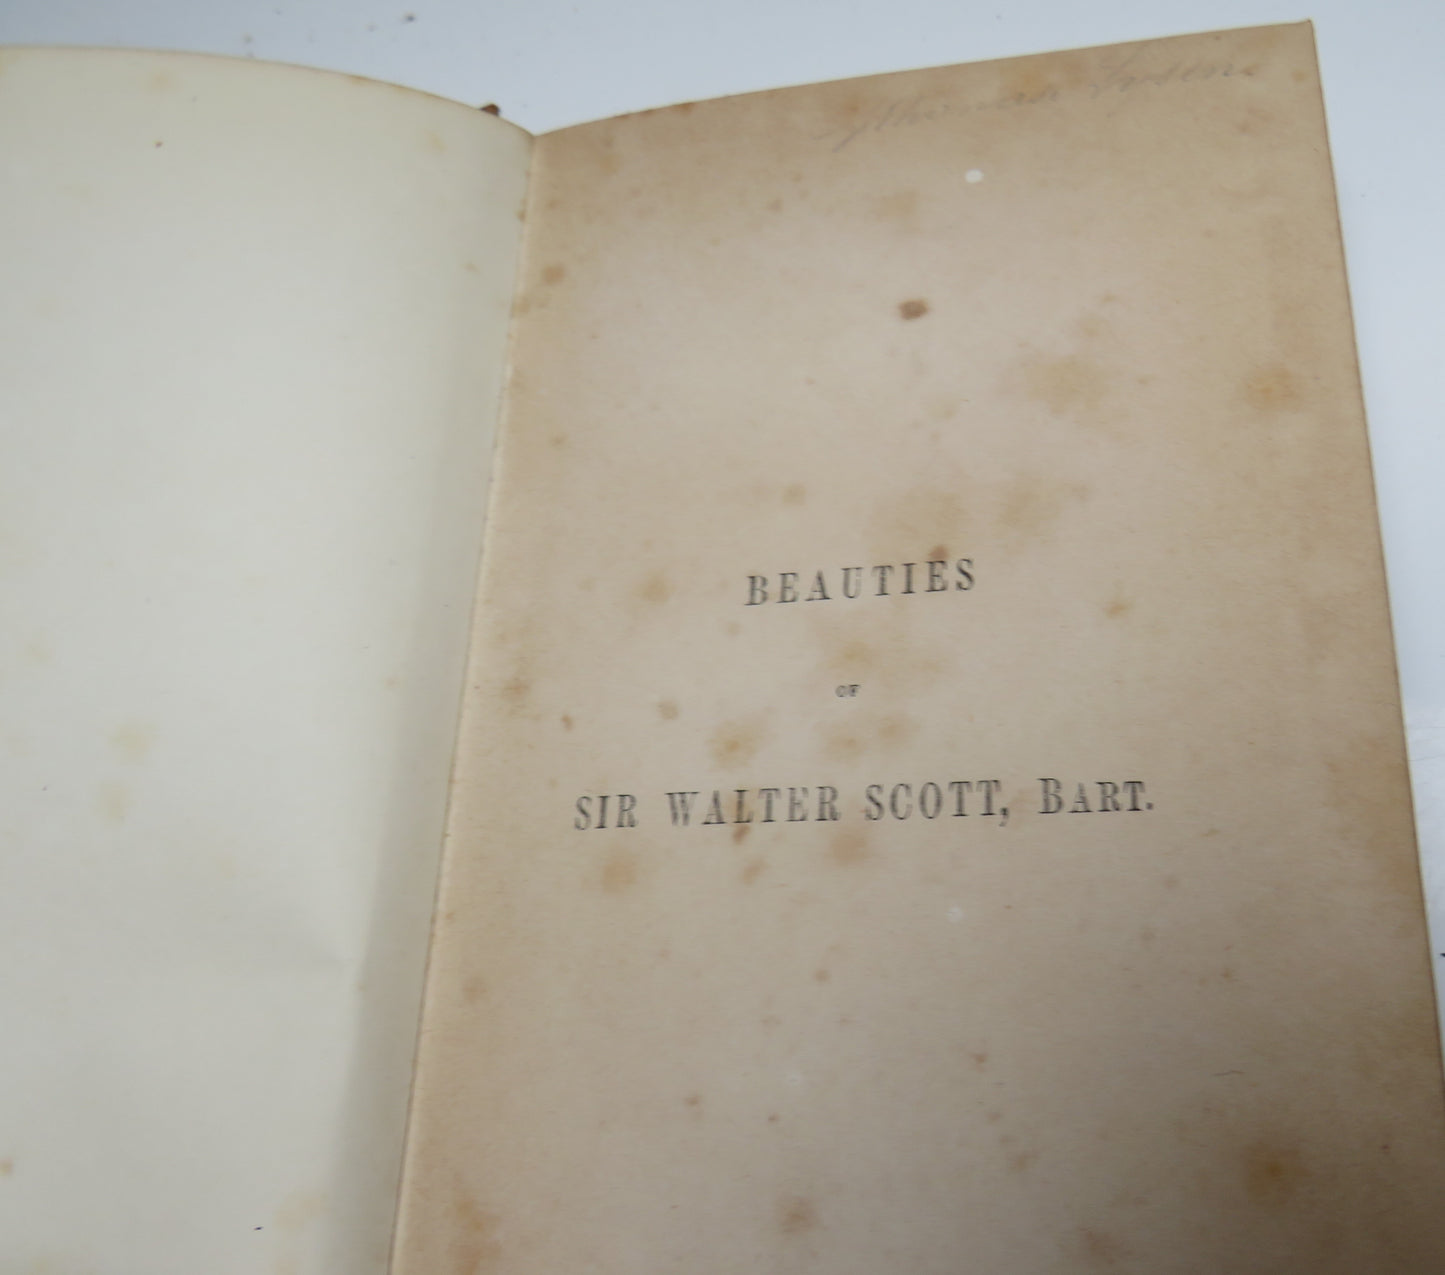 BEAUTIES
OF
SIR WALTER SCOTT, BART.